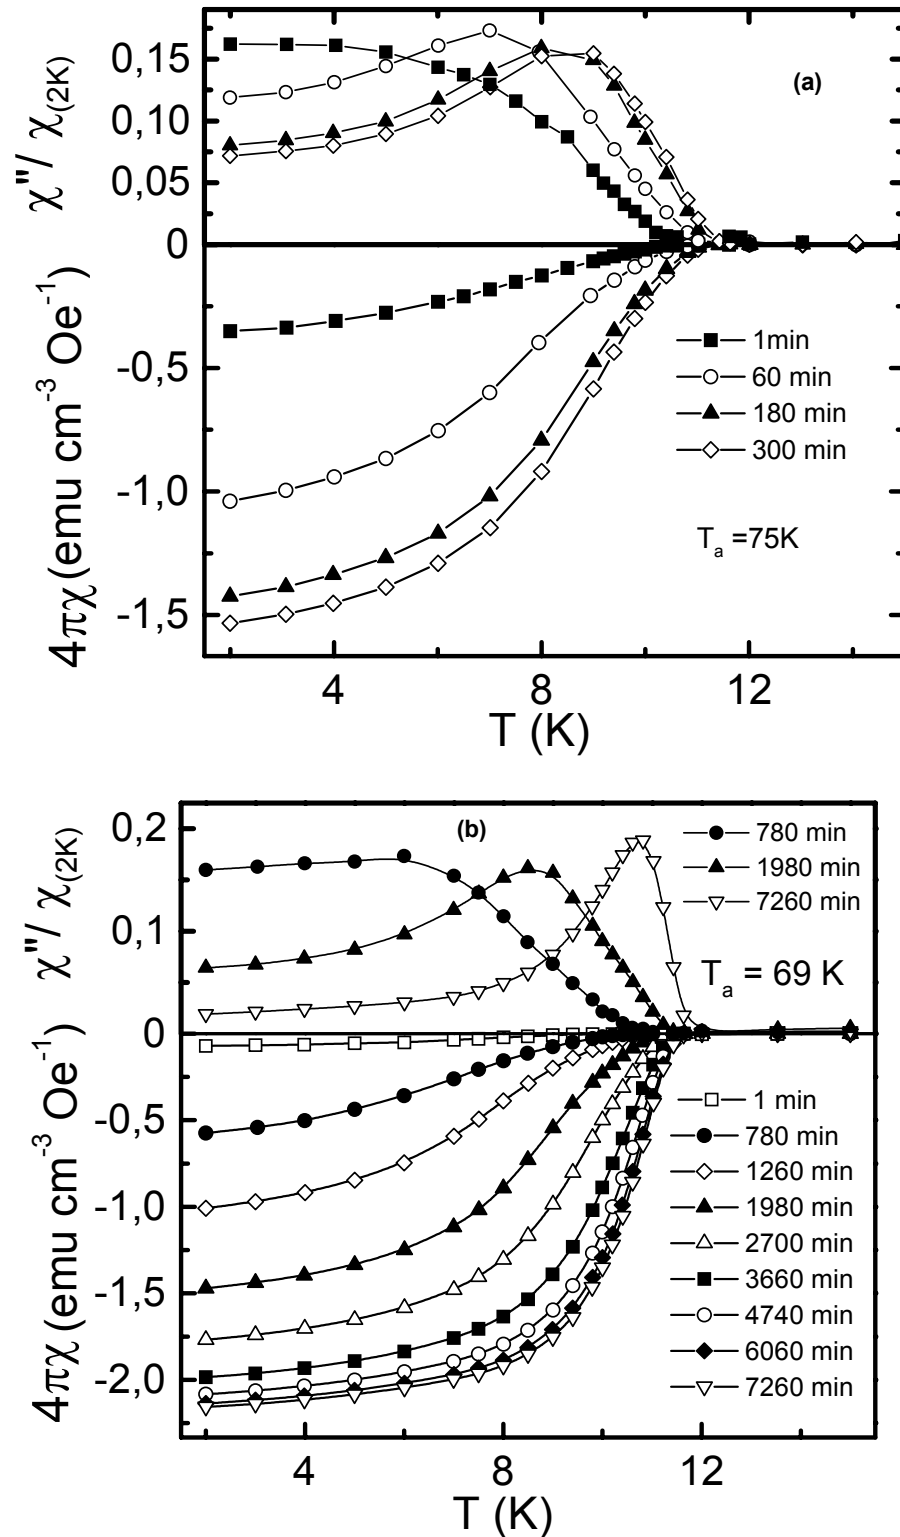 (a)
χ''/ χ(2K)
0,15
0,10
0,05
0
-0,5
-1,0
-1,5
4πχ (emu cm-3 Oe-1)
1min
60 min
180 min
300 min
Ta =75K
4
8
12
T (K)
(b)
χ''/ χ(2K)
0,2
0,1
0
-0,5
-1,0
-1,5
-2,0
4πχ (emu cm-3 Oe-1)
780 min
1980 min
7260 min
Ta = 69 K
1 min
780 min
1260 min
1980 min
2700 min
3660 min
4740 min
6060 min
7260 min
4
8
12
T (K)